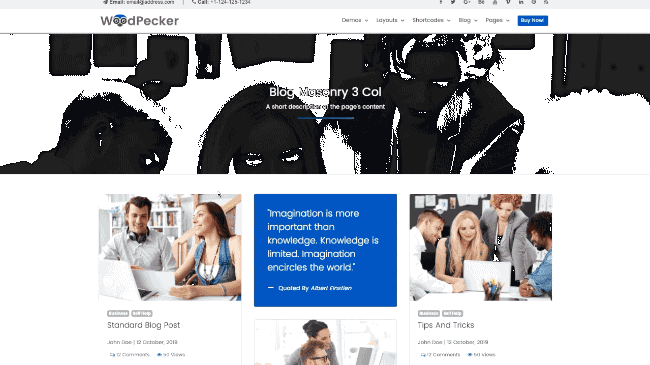 Email: email@address.com | Call: +1-124-125-1234
WoodPecker
Demos Layouts Shortcodes Blog Pages Buy Now!
Blog Masonry 3 Col
A short description of the page's content
"Imagination is more
important than
knowledge. Knowledge is
limited. Imagination
encircles the world."
— Quoted By Albert Einstien
Business Self Help
Standard Blog Post
John Doe | 12 October, 2019
12 Comments 50 Views
Business Self Help
Tips And Tricks
John Doe | 12 October, 2019
12 Comments 50 views